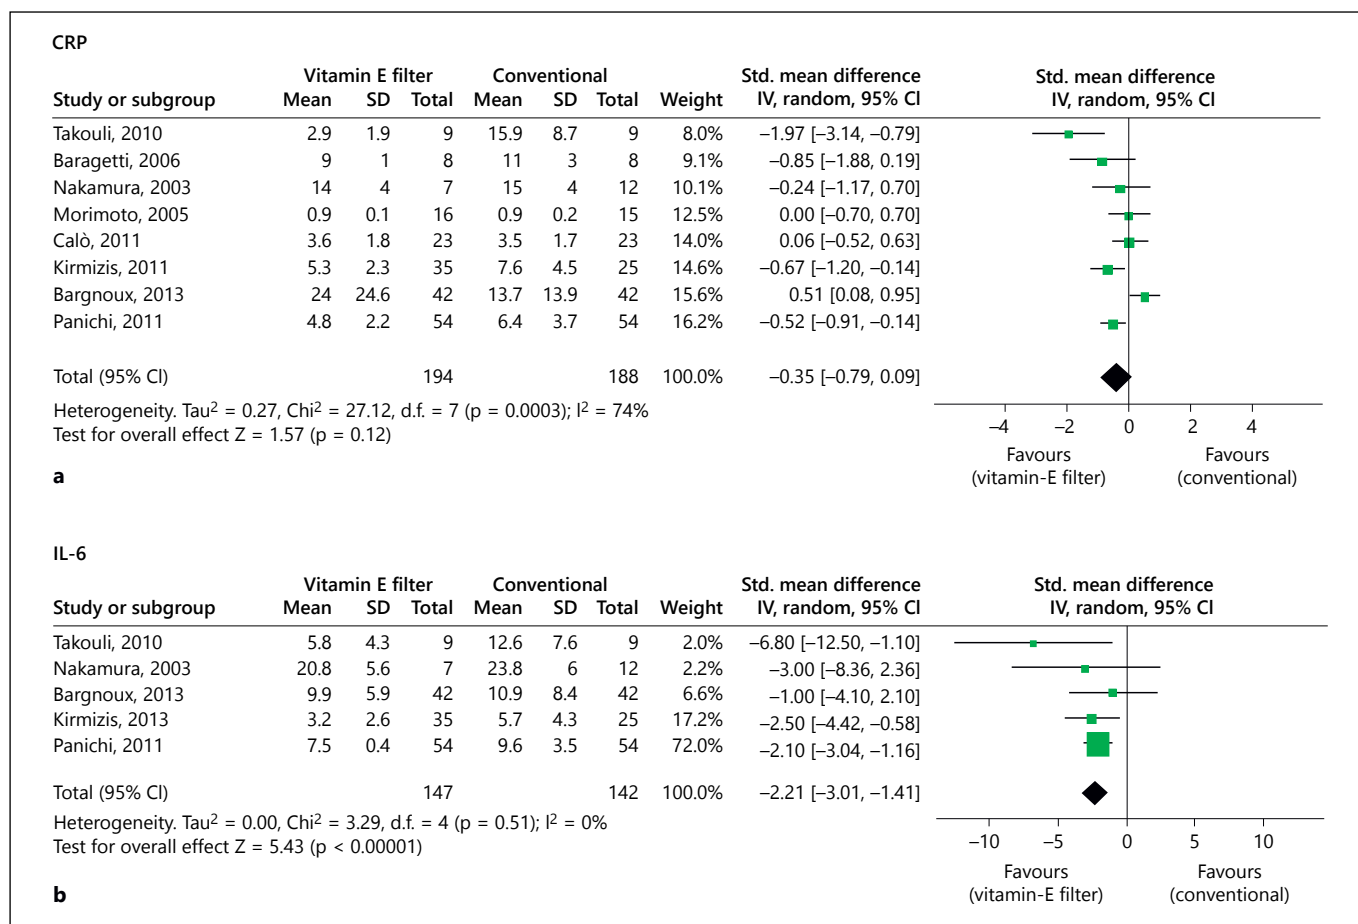 CRP
Vitamin E filter Conventional Std. mean difference Std. mean difference
Study or subgroup Mean SD Total Mean SD Total Weight IV, random, 95% CI IV, random, 95% CI
Takouli, 2010 2.9 1.9 9 15.9 8.7 9 8.0% –1.97 [–3.14, –0.79]
Baragetti, 2006 9 1 8 11 3 8 9.1% –0.85 [–1.88, 0.19]
Nakamura, 2003 14 4 7 15 4 12 10.1% –0.24 [–1.17, 0.70]
Morimoto, 2005 0.9 0.1 16 0.9 0.2 15 12.5% 0.00 [–0.70, 0.70]
Calò, 2011 3.6 1.8 23 3.5 1.7 23 14.0% 0.06 [–0.52, 0.63]
Kirmizis, 2011 5.3 2.3 35 7.6 4.5 25 14.6% –0.67 [–1.20, –0.14]
Bargnoux, 2013 24 24.6 42 13.7 13.9 42 15.6% 0.51 [0.08, 0.95]
Panichi, 2011 4.8 2.2 54 6.4 3.7 54 16.2% –0.52 [–0.91, –0.14]
Total (95% CI) 194 188 100.0% –0.35 [–0.79, 0.09]
Heterogeneity. Tau² = 0.27, Chi² = 27.12, d.f. = 7 (p = 0.0003); I² = 74%
Test for overall effect Z = 1.57 (p = 0.12)
–4 –2 0 2 4
Favours Favours
(vitamin-E filter) (conventional)
a
IL-6
Vitamin E filter Conventional Std. mean difference Std. mean difference
Study or subgroup Mean SD Total Mean SD Total Weight IV, random, 95% CI IV, random, 95% CI
Takouli, 2010 5.8 4.3 9 12.6 7.6 9 2.0% –6.80 [–12.50, –1.10]
Nakamura, 2003 20.8 5.6 7 23.8 6 12 2.2% –3.00 [–8.36, 2.36]
Bargnoux, 2013 9.9 5.9 42 10.9 8.4 42 6.6% –1.00 [–4.10, 2.10]
Kirmizis, 2013 3.2 2.6 35 5.7 4.3 25 17.2% –2.50 [–4.42, –0.58]
Panichi, 2011 7.5 0.4 54 9.6 3.5 54 72.0% –2.10 [–3.04, –1.16]
Total (95% CI) 147 142 100.0% –2.21 [–3.01, –1.41]
Heterogeneity. Tau² = 0.00, Chi² = 3.29, d.f. = 4 (p = 0.51); I² = 0%
Test for overall effect Z = 5.43 (p < 0.00001)
–10 –5 0 5 10
Favours Favours
(vitamin-E filter) (conventional)
b